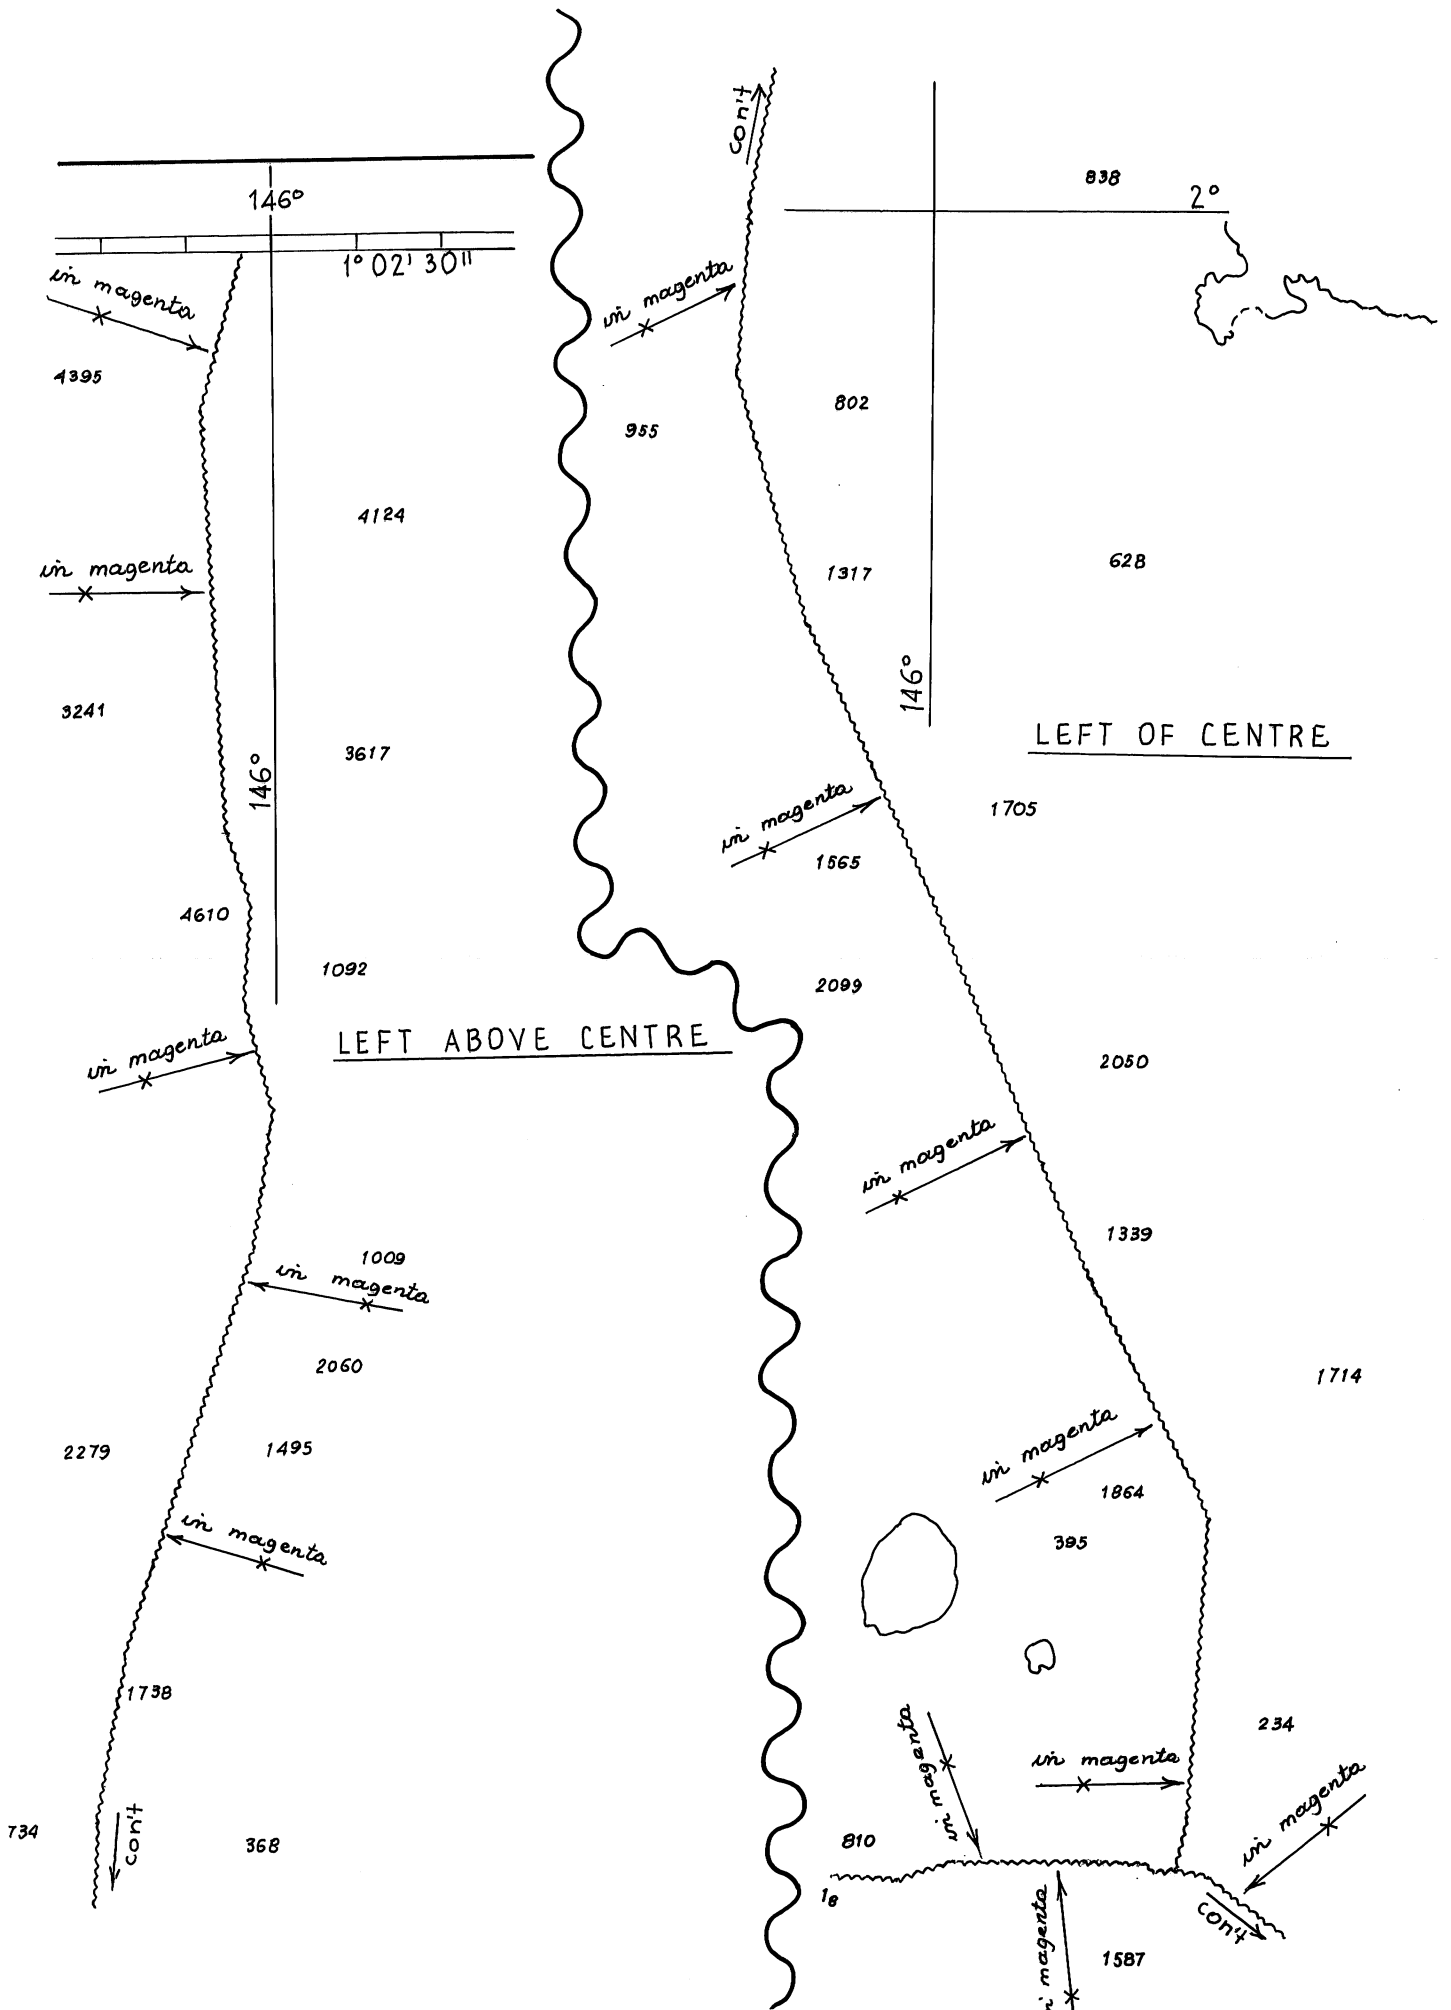 146°
1° 02' 30"
in magenta
4395
4124
in magenta
3241
3617
146°
4610
1092
LEFT ABOVE CENTRE
in magenta
1009
in magenta
2060
2279
1495
in magenta
1738
734
con't
368
con't
838
2°
in magenta
802
955
1317
628
146°
LEFT OF CENTRE
in magenta
1705
1565
2099
2050
in magenta
1339
1714
in magenta
1864
395
234
in magenta
in magenta
in magenta
810
18
con't
in magenta
1587